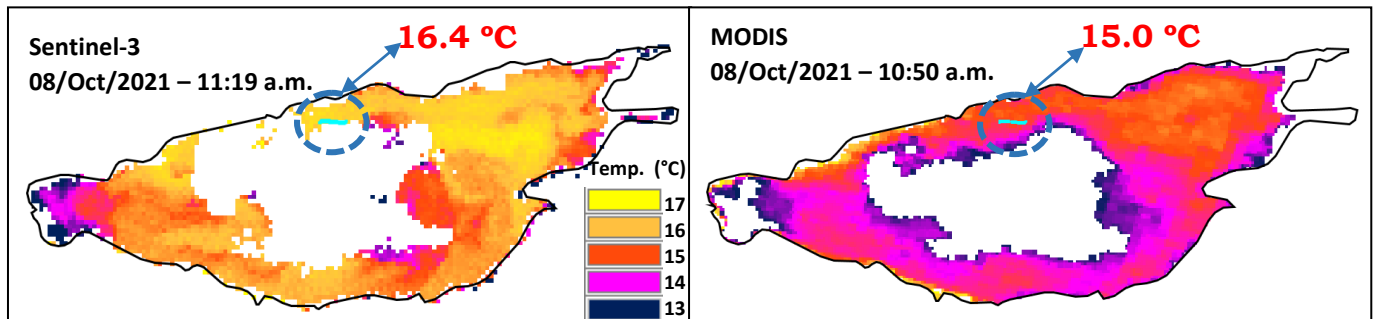 Sentinel-3
08/Oct/2021 – 11:19 a.m.
16.4 ºC
Temp. (°C)
17
16
15
14
13
MODIS
08/Oct/2021 – 10:50 a.m.
15.0 ºC